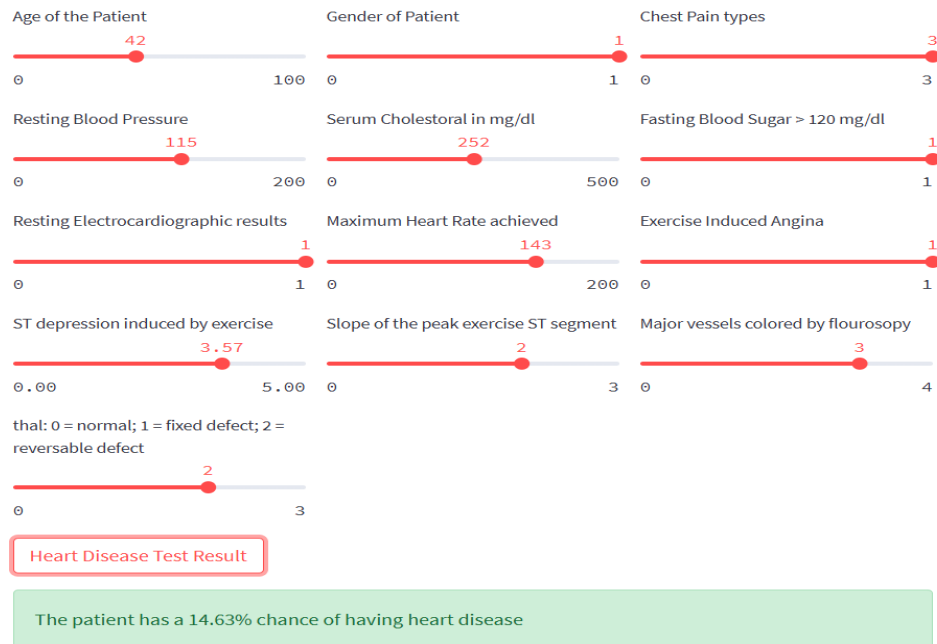 Age of the Patient Gender of Patient Chest Pain types
42 1 3
0 100 0 1 0 3
Resting Blood Pressure Serum Cholestoral in mg/dl Fasting Blood Sugar > 120 mg/dl
115 252 1
0 200 0 500 0 1
Resting Electrocardiographic results Maximum Heart Rate achieved Exercise Induced Angina
1 143 1
0 1 0 200 0 1
ST depression induced by exercise Slope of the peak exercise ST segment Major vessels colored by flourosopy
3.57 2 3
0.00 5.00 0 3 0 4
thal: 0 = normal; 1 = fixed defect; 2 =
reversable defect
2
0 3
Heart Disease Test Result
The patient has a 14.63% chance of having heart disease